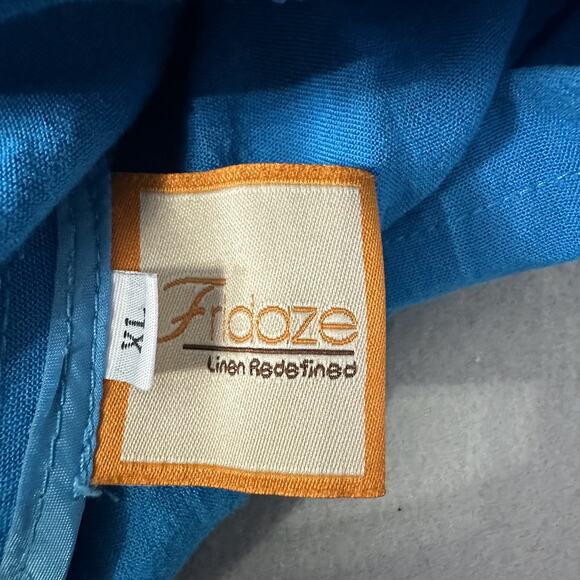 Fridaze
Linen Redefined
XL